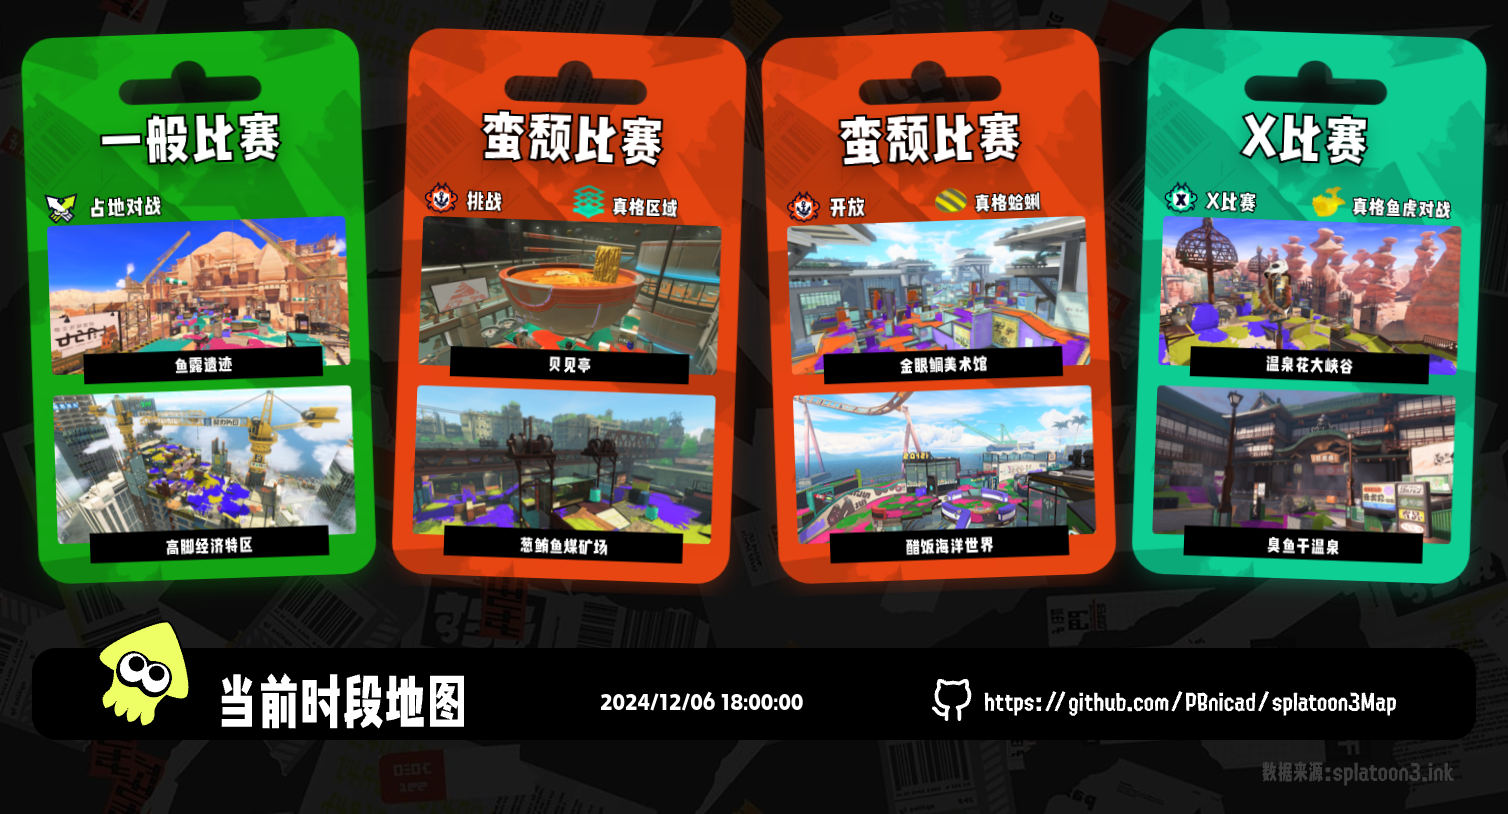 一般比赛
占地对战
鱼露遗迹
高脚经济特区
蛮颓比赛
挑战
真格区域
贝贝亭
葱鲔鱼煤矿场
蛮颓比赛
开放
真格蛤蜊
金眼鲷美术馆
醋饭海洋世界
X比赛
X比赛
真格鱼虎对战
温泉花大峡谷
臭鱼干温泉
当前时段地图
2024/12/06 18:00:00
https://github.com/PBnicad/splatoon3Map
数据来源:splatoon3.ink